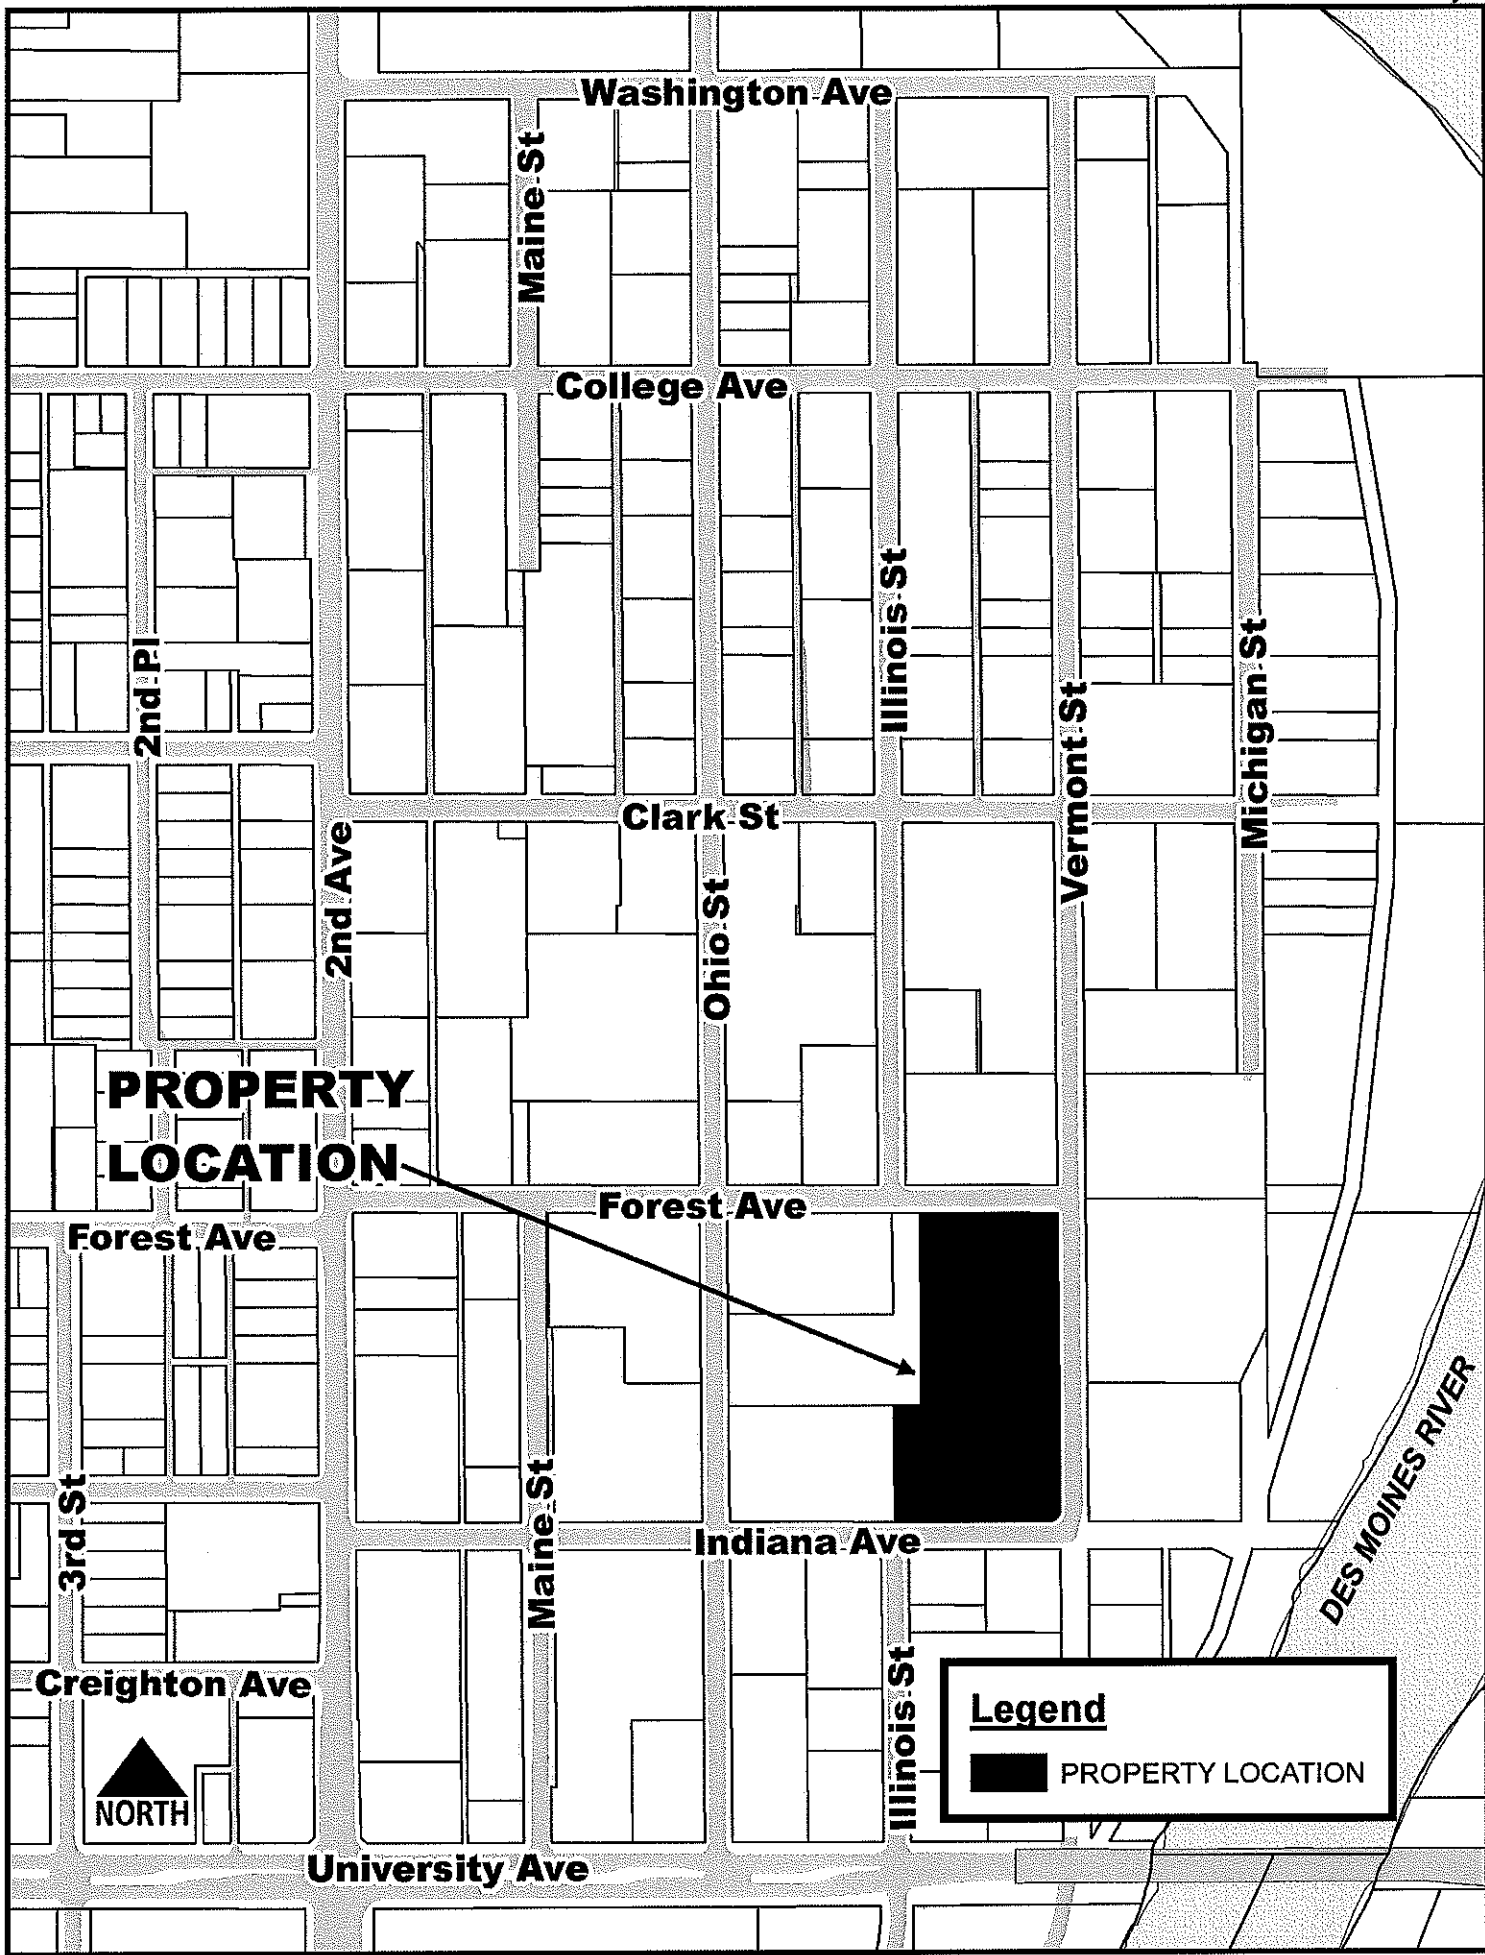 Washington Ave
Maine St
College Ave
2nd Pl
Illinois St
Michigan St
Vermont St
Clark St
2nd Ave
Ohio St
PROPERTY
LOCATION
Forest Ave
Forest Ave
DES MOINES RIVER
3rd St
Maine St
Indiana Ave
Creighton Ave
Illinois St
Legend
PROPERTY LOCATION
NORTH
University Ave